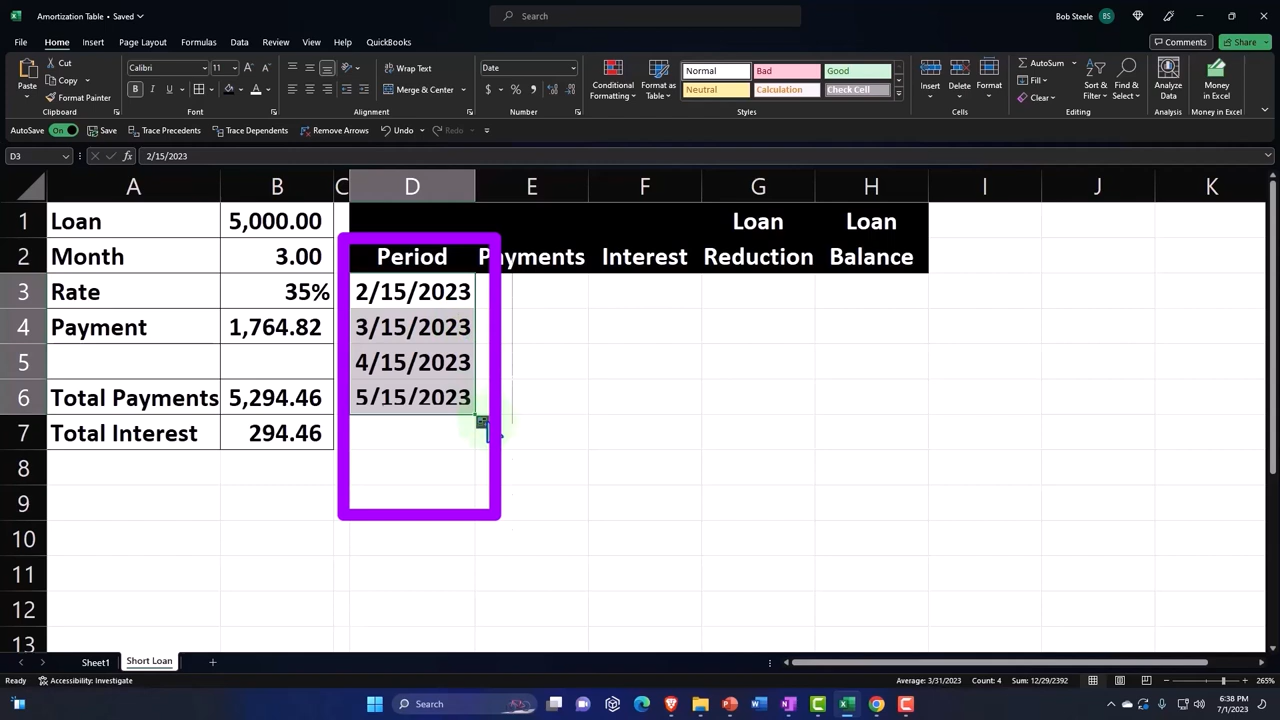 Amortization Table • Saved
Search
Bob Steele BS
File Home Insert Page Layout Formulas Data Review View Help QuickBooks
Comments Share
Cut
Copy
Format Painter
Paste
Clipboard
Calibri 11
B I U
Font
Wrap Text
Merge & Center
Alignment
Date
$ % 9
Number
Conditional Formatting
Format as Table
Normal Bad Good
Neutral Calculation Check Cell
Styles
Insert Delete Format
Cells
AutoSum
Fill
Clear
Sort & Filter
Find & Select
Editing
Analyze Data
Analysis
Money in Excel
Money in Excel
AutoSave On Save Trace Precedents Trace Dependents Remove Arrows Undo Redo
D3 fx 2/15/2023
A B C D E F G H I J K
1 Loan 5,000.00 Loan Loan
2 Month 3.00 Period Payments Interest Reduction Balance
3 Rate 35% 2/15/2023
4 Payment 1,764.82 3/15/2023
5 4/15/2023
6 Total Payments 5,294.46 5/15/2023
7 Total Interest 294.46
8
9
10
11
12
13
Sheet1 Short Loan
Ready Accessibility: Investigate Average: 3/31/2023 Count: 4 Sum: 12/29/2392 265%
Search
6:38 PM
7/1/2023